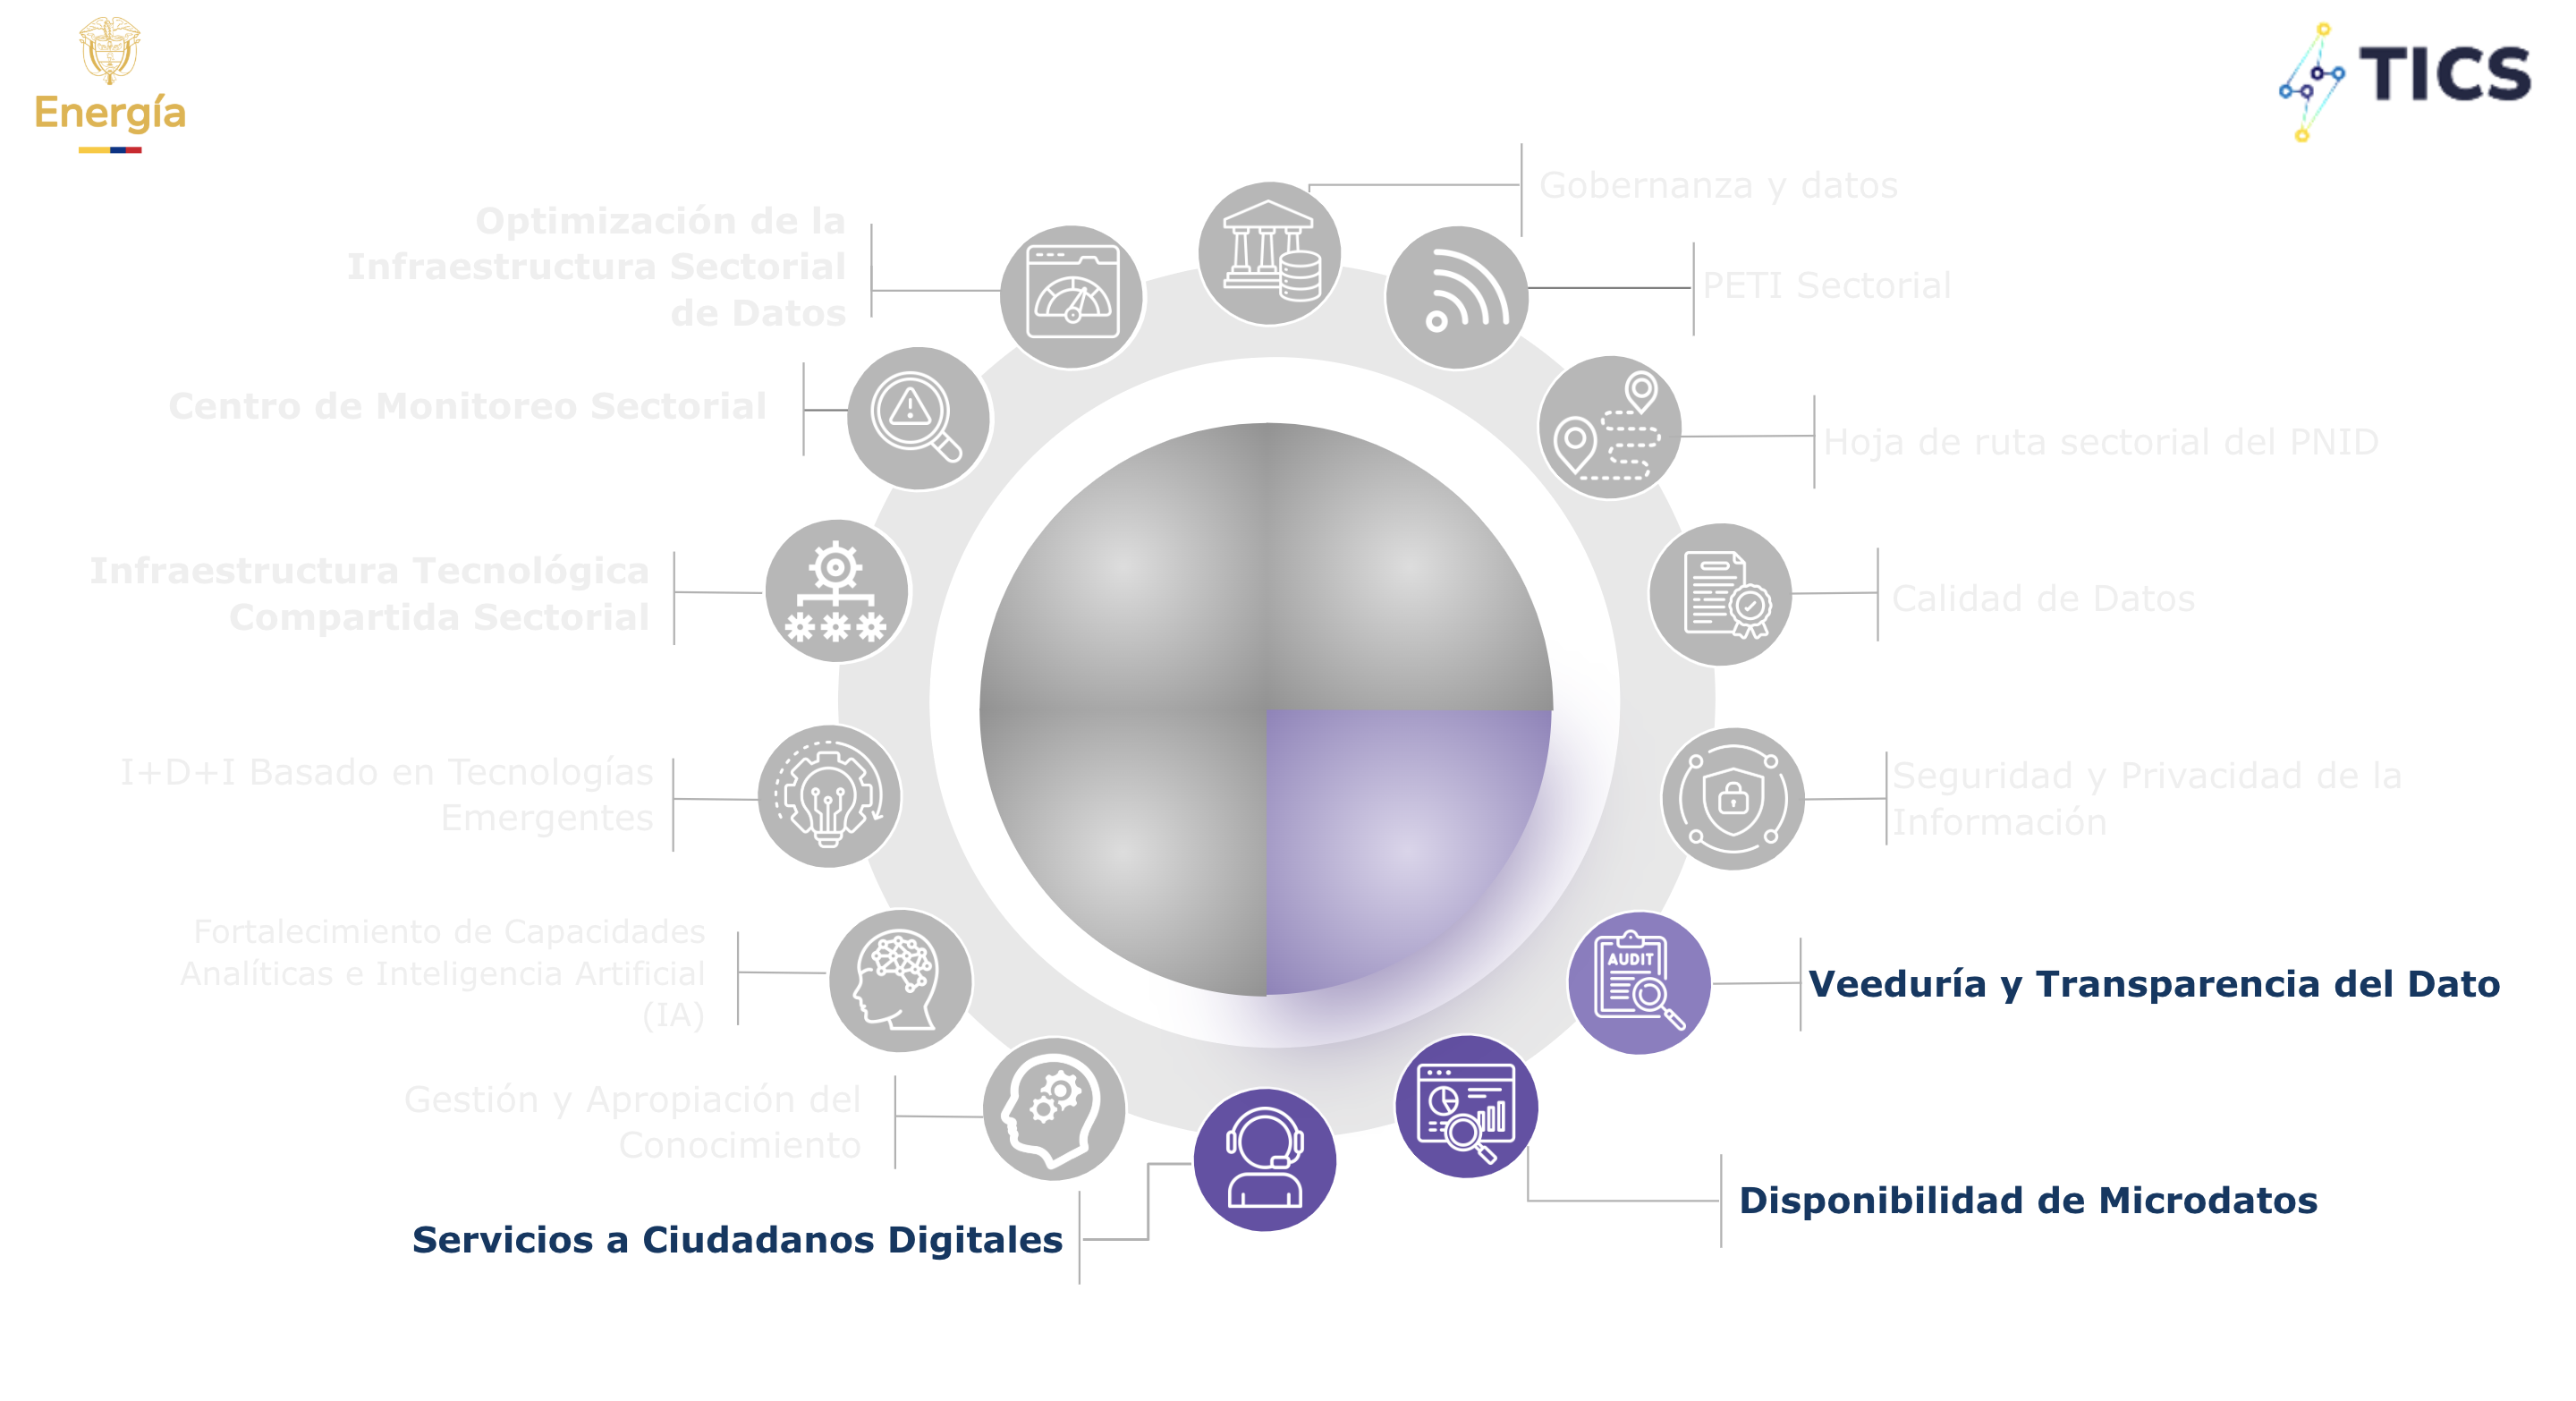 Energía
TICS
Gobernanza y datos
PETI Sectorial
Hoja de ruta sectorial del PNID
Calidad de Datos
Seguridad y Privacidad de la
Información
AUDIT
Veeduría y Transparencia del Dato
Disponibilidad de Microdatos
Servicios a Ciudadanos Digitales
Gestión y Apropiación del
Conocimiento
Fortalecimiento de Capacidades
Analíticas e Inteligencia Artificial
(IA)
I+D+I Basado en Tecnologías
Emergentes
Infraestructura Tecnológica
Compartida Sectorial
Centro de Monitoreo Sectorial
Optimización de la
Infraestructura Sectorial
de Datos